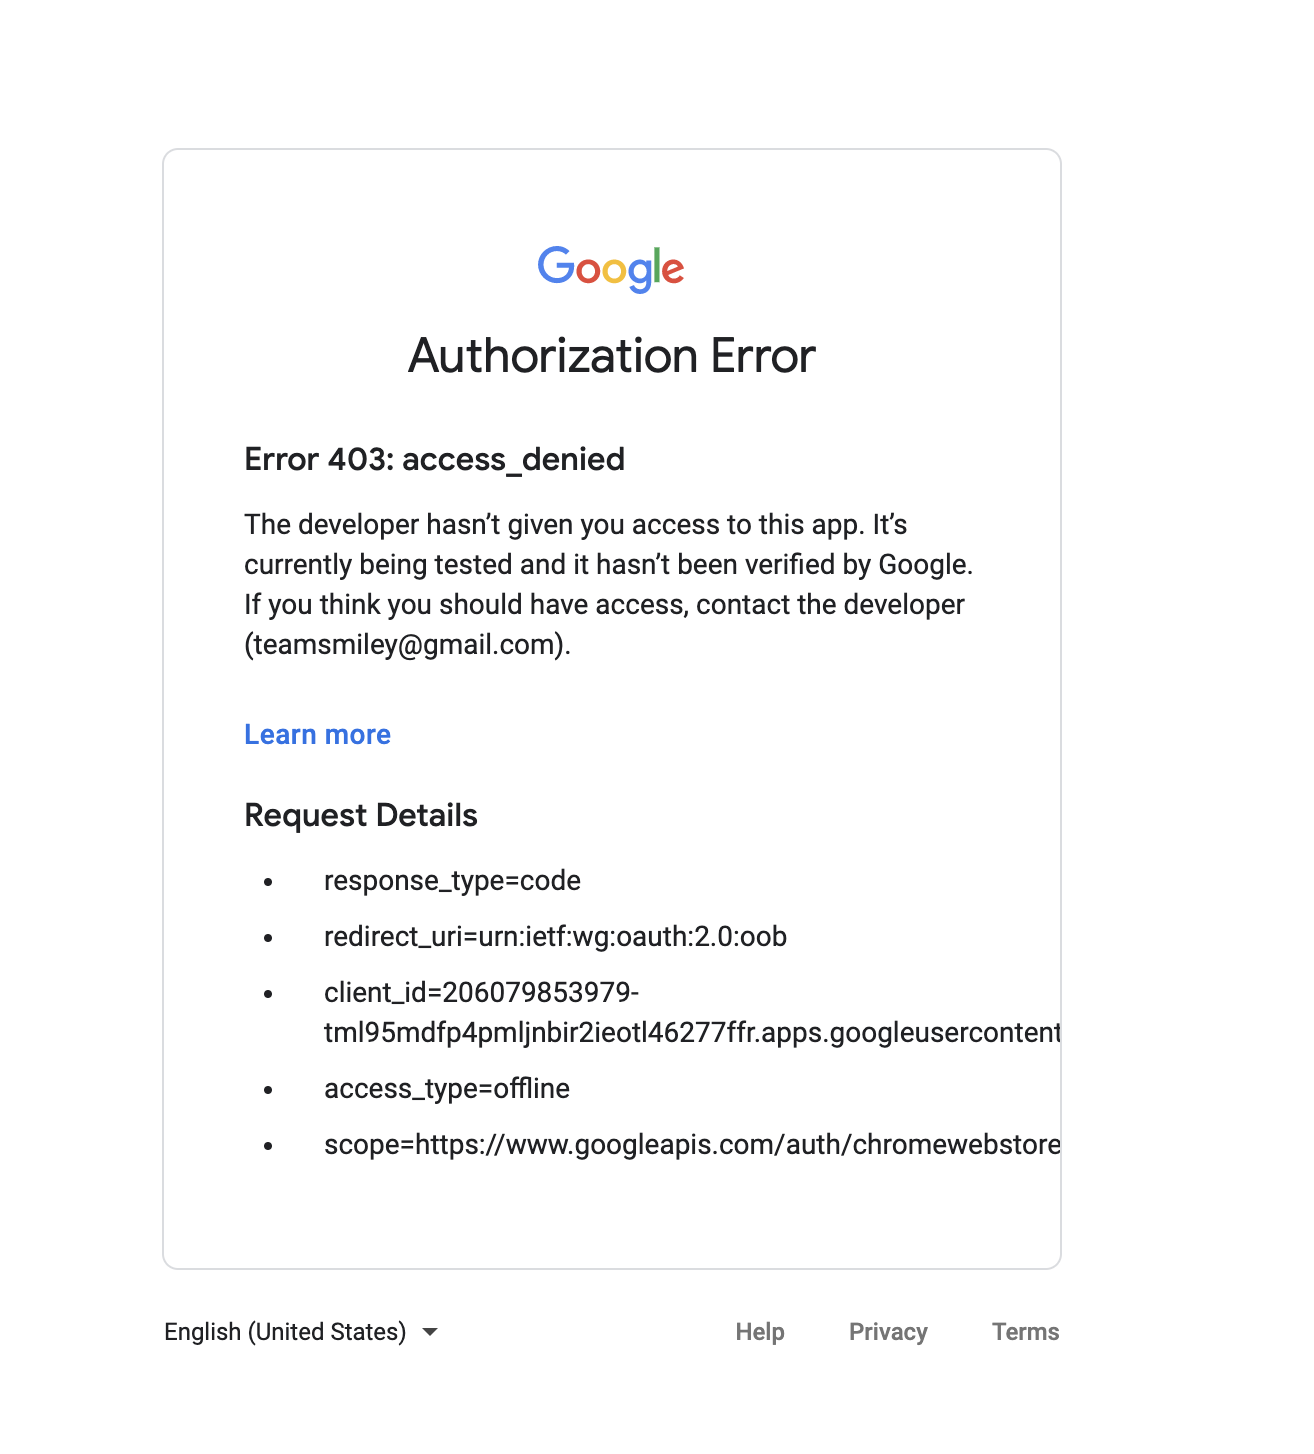 Google
Authorization Error
Error 403: access_denied
The developer hasn’t given you access to this app. It’s
currently being tested and it hasn’t been verified by Google.
If you think you should have access, contact the developer
(teamsmiley@gmail.com).
Learn more
Request Details
• response_type=code
• redirect_uri=urn:ietf:wg:oauth:2.0:oob
• client_id=206079853979-
tml95mdfp4pmljnbir2ieotl46277ffr.apps.googleusercontent
• access_type=offline
• scope=https://www.googleapis.com/auth/chromewebstore
English (United States)
Help Privacy Terms